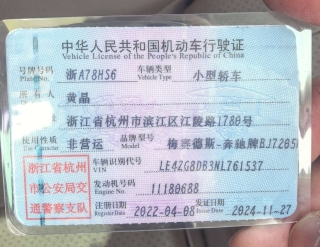 中华人民共和国机动车行驶证
Vehicle License of the People's Republic of China
号牌号码 浙A78HS6 车辆类型 小型轿车
Plate No. Vehicle Type
所有人 黄晶
浙江省杭州市滨江区江陵路1780号
使用性质 非营运 品牌型号 梅赛德斯-奔驰牌BJ7205
Use Character Model
浙江省杭州 车辆识别代号 LE4ZG8DB3NL761537
VIN
市公安局交 发动机号码 11180688
Engine No.
通警察支队 注册日期 2022-04-08 发证日期 2024-11-27
Register Date Issue Date